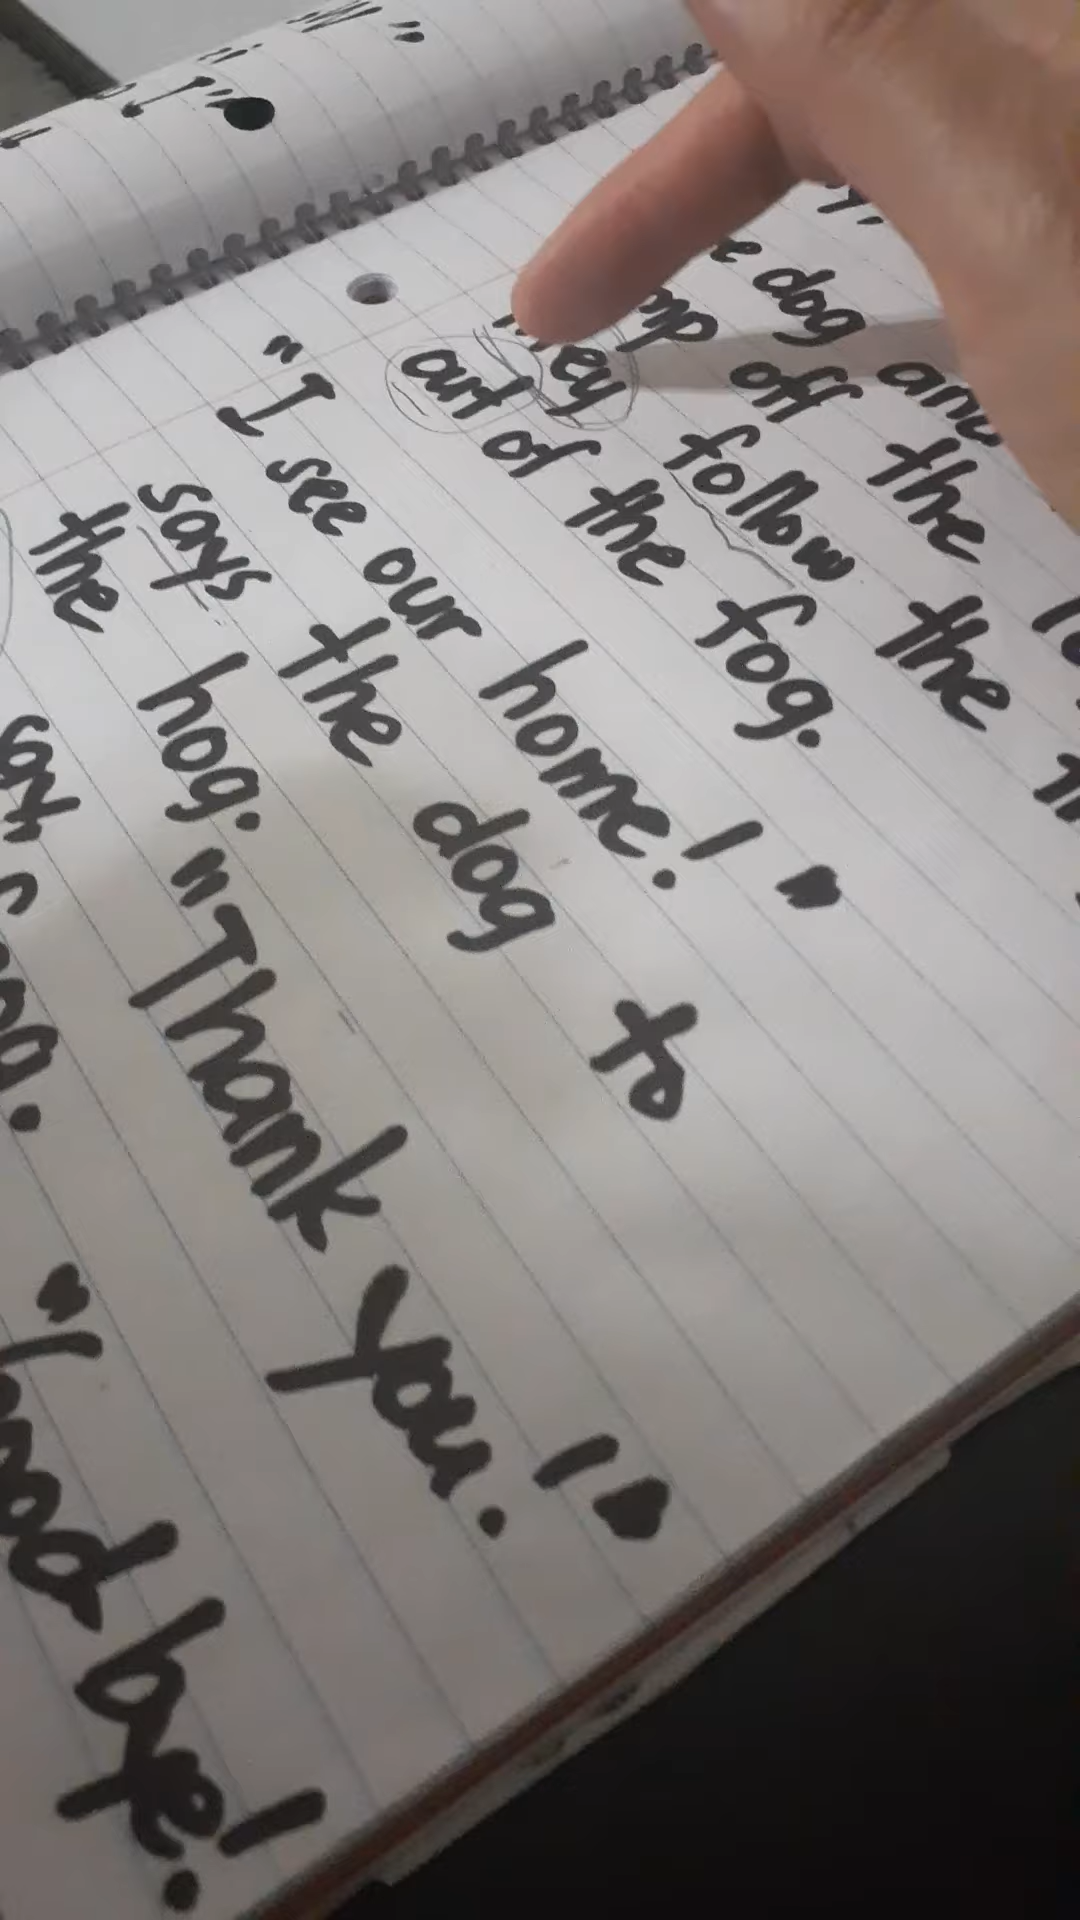 dog
off the
They follow the
out of the fog.
"I see our home!"
says the dog to
the hog. "Thank you!"
"Good bye!